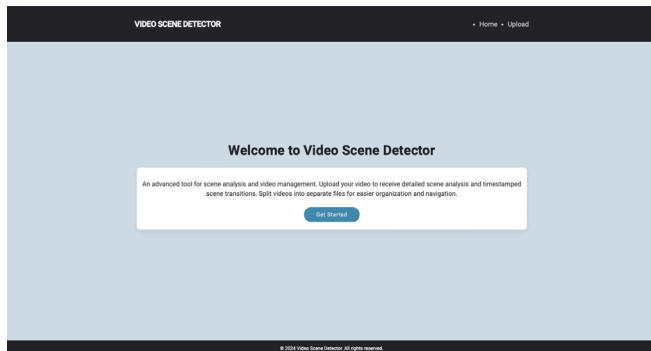 VIDEO SCENE DETECTOR
• Home • Upload
Welcome to Video Scene Detector
An advanced tool for scene analysis and video management. Upload your video to receive detailed scene analysis and timestamped
scene transitions. Split videos into separate files for easier organization and navigation.
Get Started
© 2024 Video Scene Detector. All rights reserved.